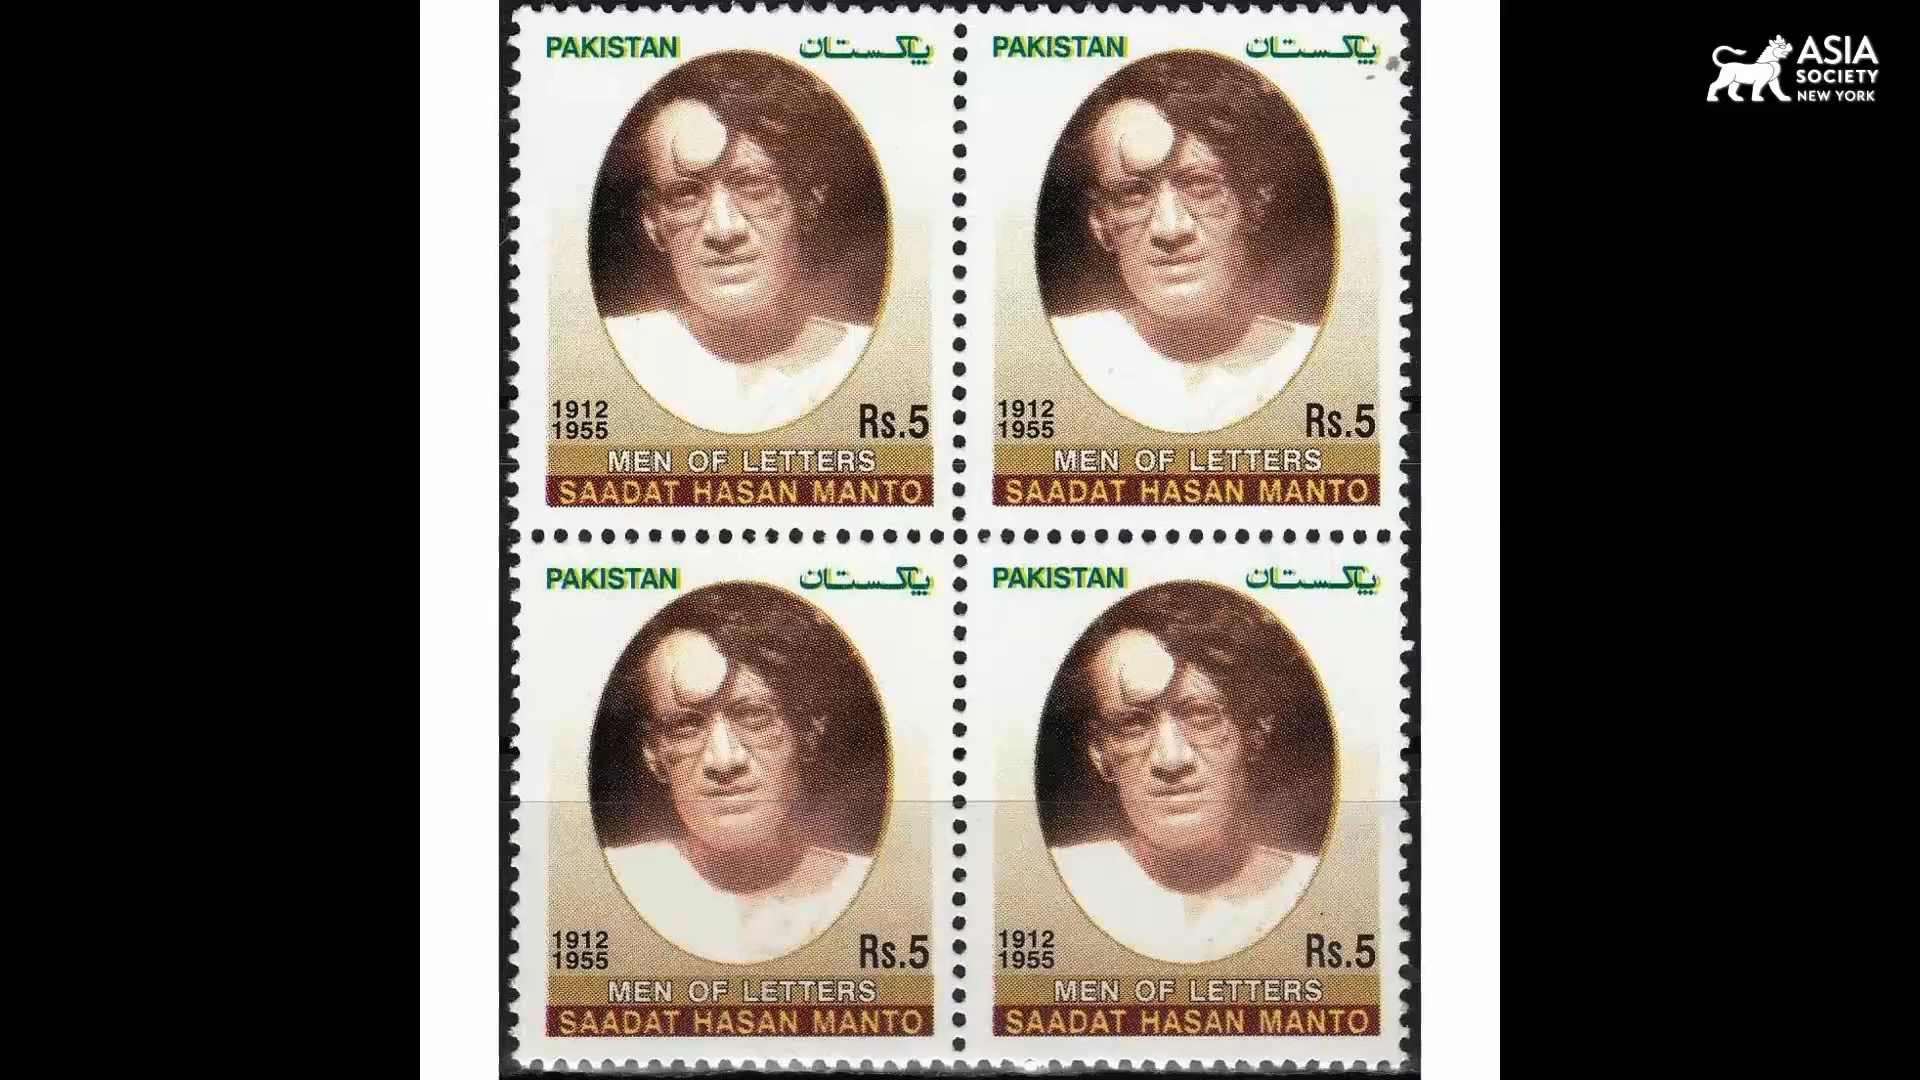 PAKISTAN پاکستان
1912
1955
Rs.5
MEN OF LETTERS
SAADAT HASAN MANTO
PAKISTAN پاکستان
1912
1955
Rs.5
MEN OF LETTERS
SAADAT HASAN MANTO
PAKISTAN پاکستان
1912
1955
Rs.5
MEN OF LETTERS
SAADAT HASAN MANTO
PAKISTAN پاکستان
1912
1955
Rs.5
MEN OF LETTERS
SAADAT HASAN MANTO
ASIA
SOCIETY
NEW YORK